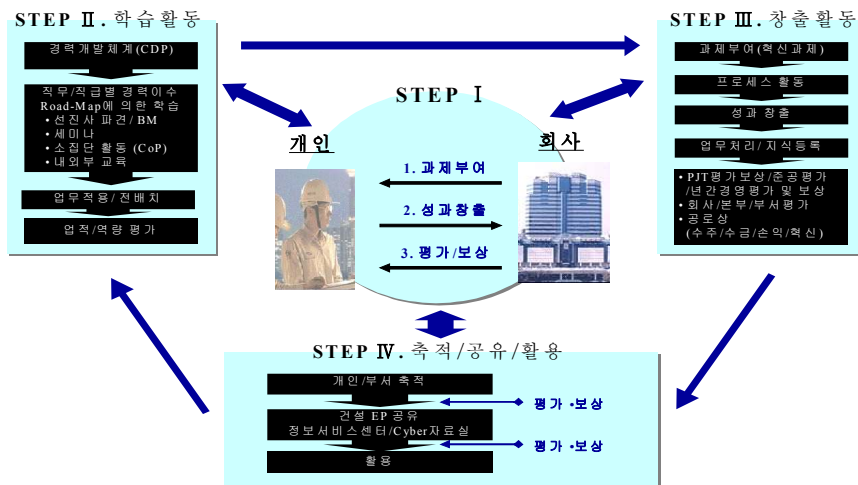 STEP Ⅱ. 학습활동
경력개발체계(CDP)
직무/직급별 경력이수
Road-Map에 의한 학습
• 선진사 파견/ BM
• 세미나
• 소집단 활동 (CoP)
• 내외부 교육
업무적용/ 전배치
업적/역량 평가
STEP Ⅰ
개인
회사
1. 과제부여
2. 성과창출
3. 평가/보상
STEP Ⅲ. 창출활동
과제부여(혁신과제)
프로세스 활동
성과 창출
업무처리/ 지식등록
• PJT평가보상/준공평가
/년간경영평가 및 보상
• 회사/본부/부서평가
• 공로상
(수주/수금/손익/혁신)
STEP Ⅳ. 축적/공유/활용
개인/부서 축적
평가 •보상
건설 EP 공유
정보서비스센터/Cyber자료실
평가 •보상
활용